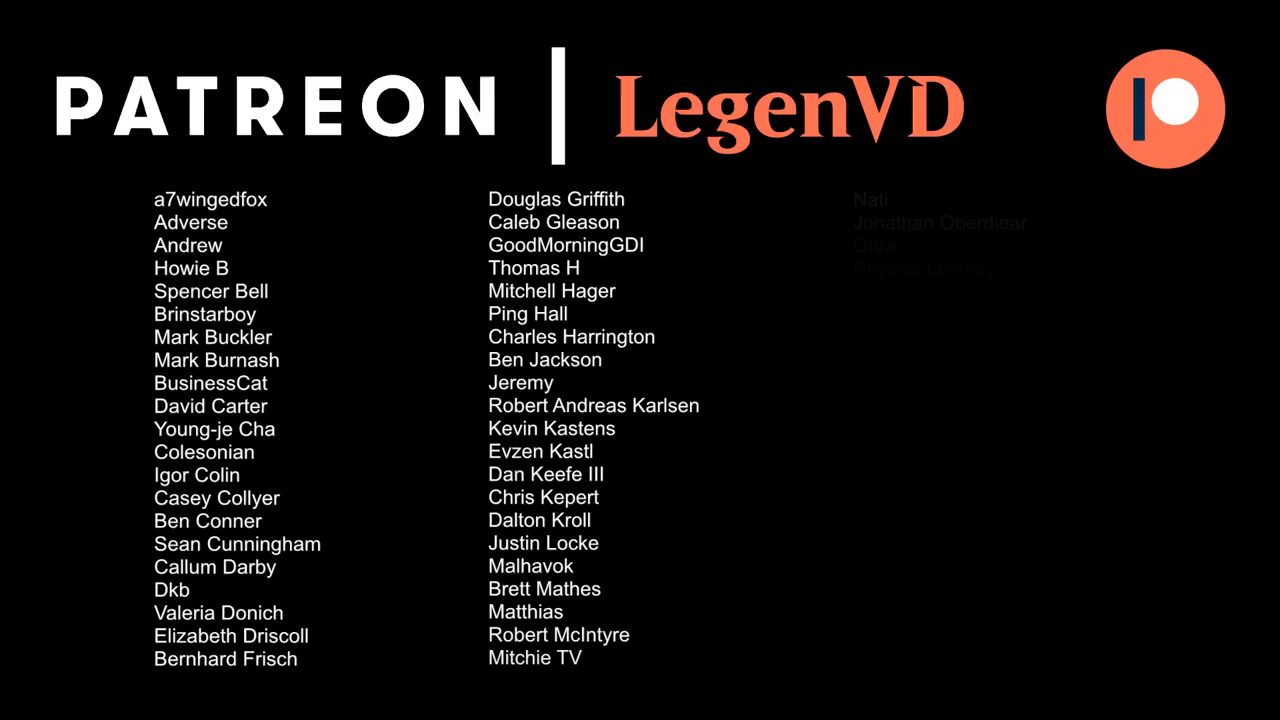 PATREON | LegenVD
a7wingedfox
Adverse
Andrew
Howie B
Spencer Bell
Brinstarboy
Mark Buckler
Mark Burnash
BusinessCat
David Carter
Young-je Cha
Colesonian
Igor Colin
Casey Collyer
Ben Conner
Sean Cunningham
Callum Darby
Dkb
Valeria Donich
Elizabeth Driscoll
Bernhard Frisch
Douglas Griffith
Caleb Gleason
GoodMorningGDI
Thomas H
Mitchell Hager
Ping Hall
Charles Harrington
Ben Jackson
Jeremy
Robert Andreas Karlsen
Kevin Kastens
Evzen Kastl
Dan Keefe III
Chris Kepert
Dalton Kroll
Justin Locke
Malhavok
Brett Mathes
Matthias
Robert McIntyre
Mitchie TV
Nati
Jonathan Oberdiear
Onra